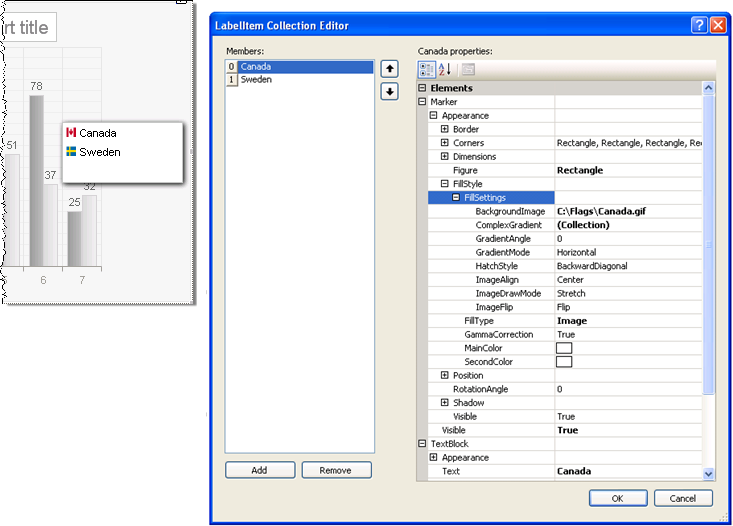 rt title
78
51
37
25
32
6
7
Canada
Sweden
LabelItem Collection Editor
Members:
0 Canada
1 Sweden
Add
Remove
Canada properties:
Elements
Marker
Appearance
Border
Corners Rectangle, Rectangle, Rectangle, Rec
Dimensions
Figure Rectangle
FillStyle
FillSettings
BackgroundImage C:\Flags\Canada.gif
ComplexGradient (Collection)
GradientAngle 0
GradientMode Horizontal
HatchStyle BackwardDiagonal
ImageAlign Center
ImageDrawMode Stretch
ImageFlip Flip
FillType Image
GammaCorrection True
MainColor
SecondColor
Position
RotationAngle 0
Shadow
Visible True
Visible True
TextBlock
Appearance
Text Canada
OK
Cancel